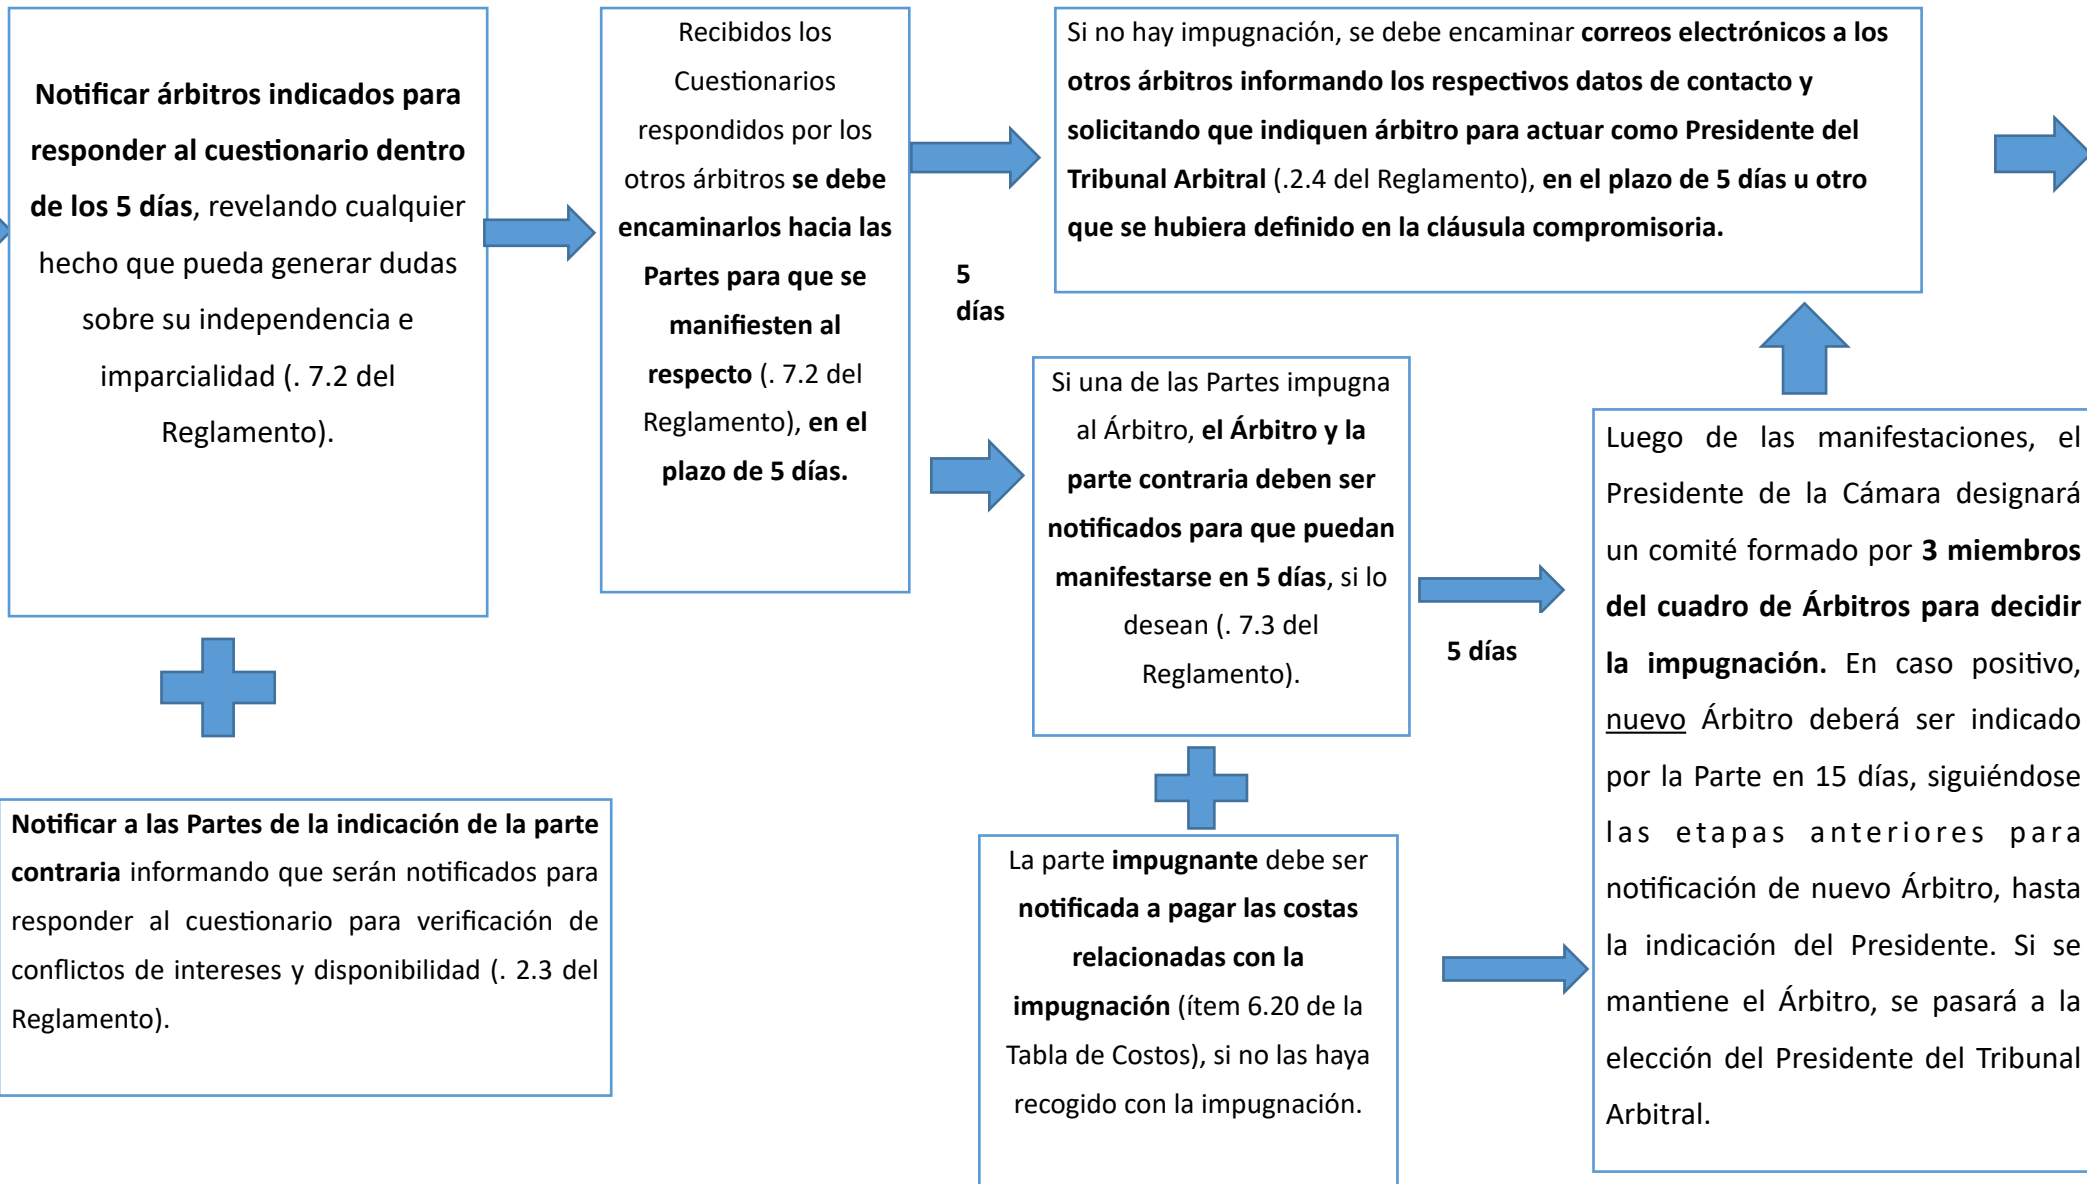 Notificar árbitros indicados para
responder al cuestionario dentro
de los 5 días, revelando cualquier
hecho que pueda generar dudas
sobre su independencia e
imparcialidad (. 7.2 del
Reglamento).
Notificar a las Partes de la indicación de la parte
contraria informando que serán notificados para
responder al cuestionario para verificación de
conflictos de intereses y disponibilidad (. 2.3 del
Reglamento).
Recibidos los
Cuestionarios
respondidos por los
otros árbitros se debe
encaminarlos hacia las
Partes para que se
manifiesten al
respecto (. 7.2 del
Reglamento), en el
plazo de 5 días.
5
días
Si no hay impugnación, se debe encaminar correos electrónicos a los
otros árbitros informando los respectivos datos de contacto y
solicitando que indiquen árbitro para actuar como Presidente del
Tribunal Arbitral (.2.4 del Reglamento), en el plazo de 5 días u otro
que se hubiera definido en la cláusula compromisoria.
Si una de las Partes impugna
al Árbitro, el Árbitro y la
parte contraria deben ser
notificados para que puedan
manifestarse en 5 días, si lo
desean (. 7.3 del
Reglamento).
5 días
La parte impugnante debe ser
notificada a pagar las costas
relacionadas con la
impugnación (ítem 6.20 de la
Tabla de Costos), si no las haya
recogido con la impugnación.
Luego de las manifestaciones, el
Presidente de la Cámara designará
un comité formado por 3 miembros
del cuadro de Árbitros para decidir
la impugnación. En caso positivo,
nuevo Árbitro deberá ser indicado
por la Parte en 15 días, siguiéndose
las etapas anteriores para
notificación de nuevo Árbitro, hasta
la indicación del Presidente. Si se
mantiene el Árbitro, se pasará a la
elección del Presidente del Tribunal
Arbitral.